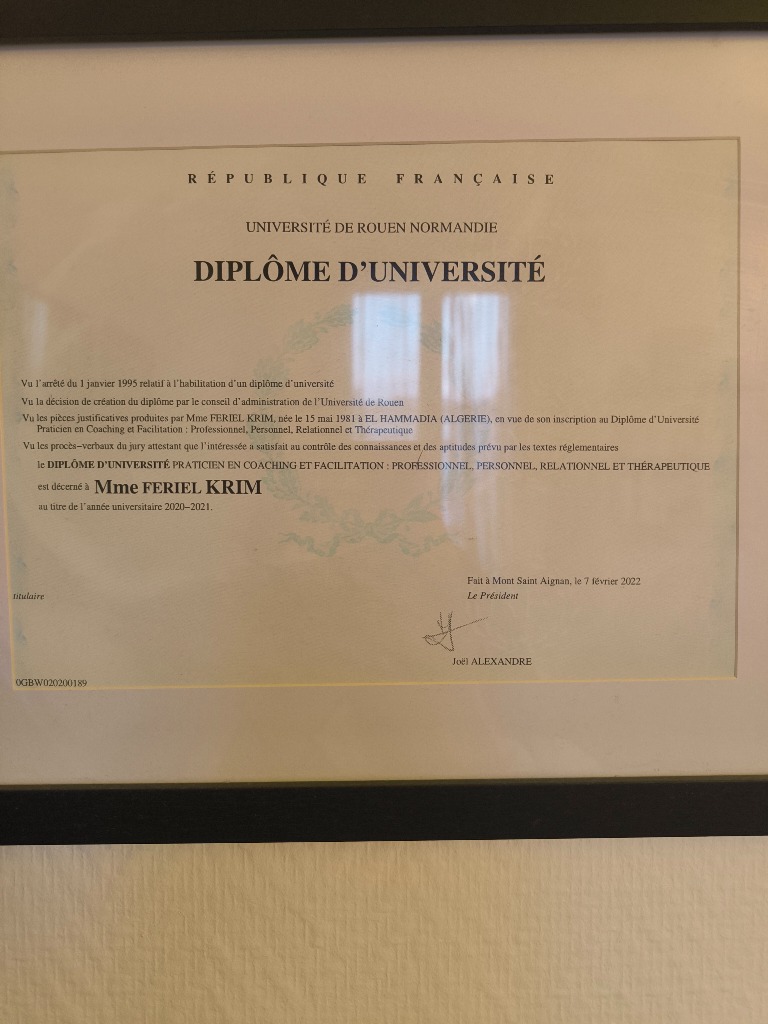 RÉPUBLIQUE FRANÇAISE
UNIVERSITÉ DE ROUEN NORMANDIE
DIPLÔME D'UNIVERSITÉ
Vu l'arrêté du 1 janvier 1995 relatif à l'habilitation d'un diplôme d'université
Vu la décision de création du diplôme par le conseil d'administration de l'Université de Rouen
Vu les pièces justificatives produites par Mme FERIEL KRIM, née le 15 mai 1981 à EL HAMMADIA (ALGERIE), en vue de son inscription au Diplôme d'Université
Praticien en Coaching et Facilitation : Professionnel, Personnel, Relationnel et Thérapeutique
Vu les procès–verbaux du jury attestant que l'intéressée a satisfait au contrôle des connaissances et des aptitudes prévu par les textes réglementaires
le DIPLÔME D'UNIVERSITÉ PRATICIEN EN COACHING ET FACILITATION : PROFESSIONNEL, PERSONNEL, RELATIONNEL ET THÉRAPEUTIQUE
est décerné à Mme FERIEL KRIM
au titre de l'année universitaire 2020–2021.
Fait à Mont Saint Aignan, le 7 février 2022
titulaire
Le Président
Joël ALEXANDRE
0GBW020200189